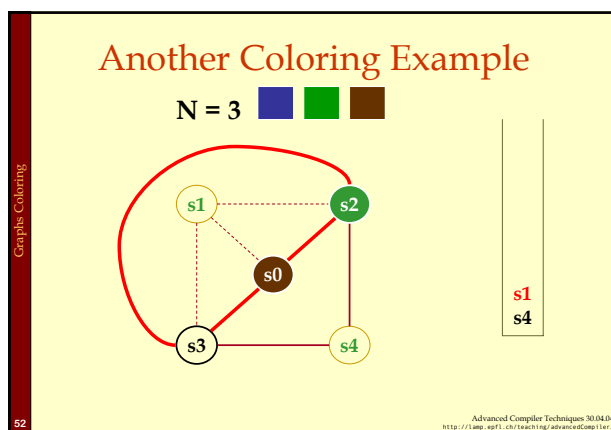 Another Coloring Example
N = 3
Graphs Coloring
s1
s2
s0
s3
s4
s1
s4
52
Advanced Compiler Techniques 30.04.04
http://lamp.epfl.ch/teaching/advancedCompiler/